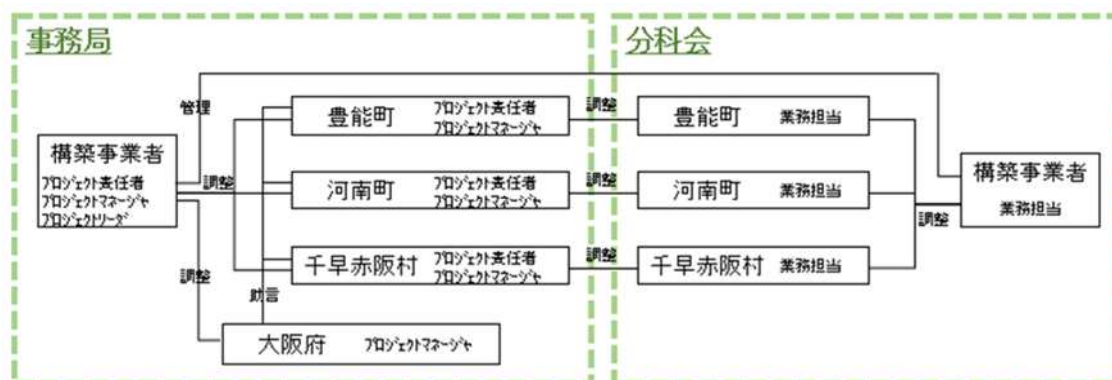 事務局
分科会
管理
豊能町
プロジェクト責任者
プロジェクトマネージャ
調整
豊能町 業務担当
構築事業者
プロジェクト責任者
プロジェクトマネージャ
プロジェクトリーダ
調整
河南町
プロジェクト責任者
プロジェクトマネージャ
調整
河南町 業務担当
構築事業者
業務担当
調整
千早赤阪村
プロジェクト責任者
プロジェクトマネージャ
調整
千早赤阪村 業務担当
調整
助言
大阪府 プロジェクトマネージャ